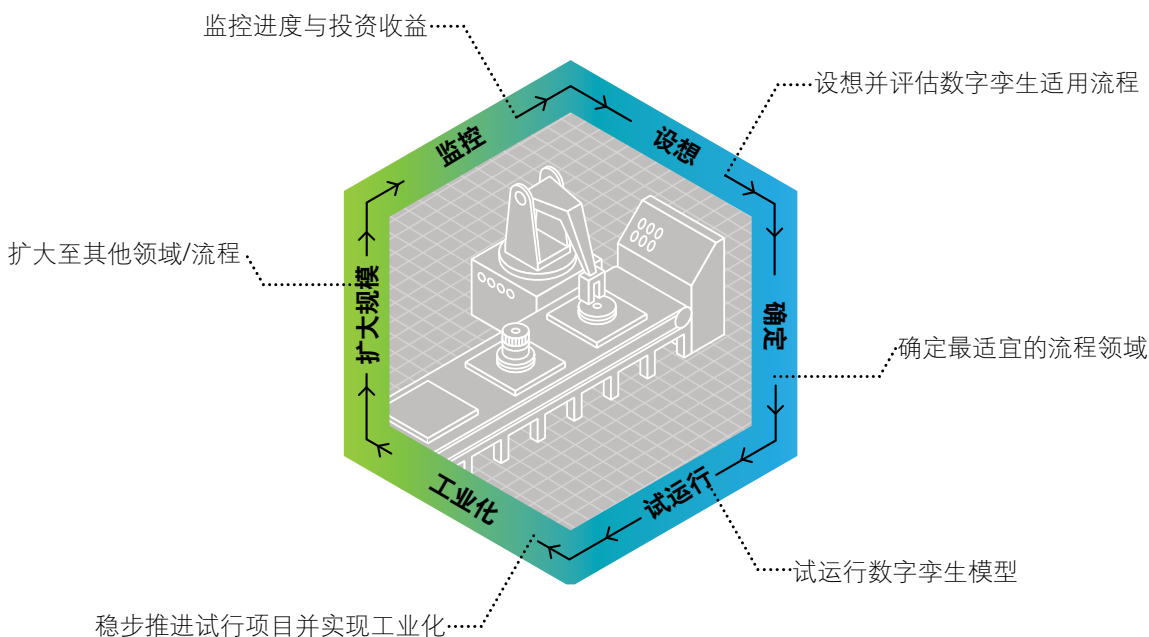 监控进度与投资收益
设想并评估数字孪生适用流程
监控
设想
扩大至其他领域/流程
扩大规模
确定
确定最适宜的流程领域
工业化
试运行
试运行数字孪生模型
稳步推进试行项目并实现工业化